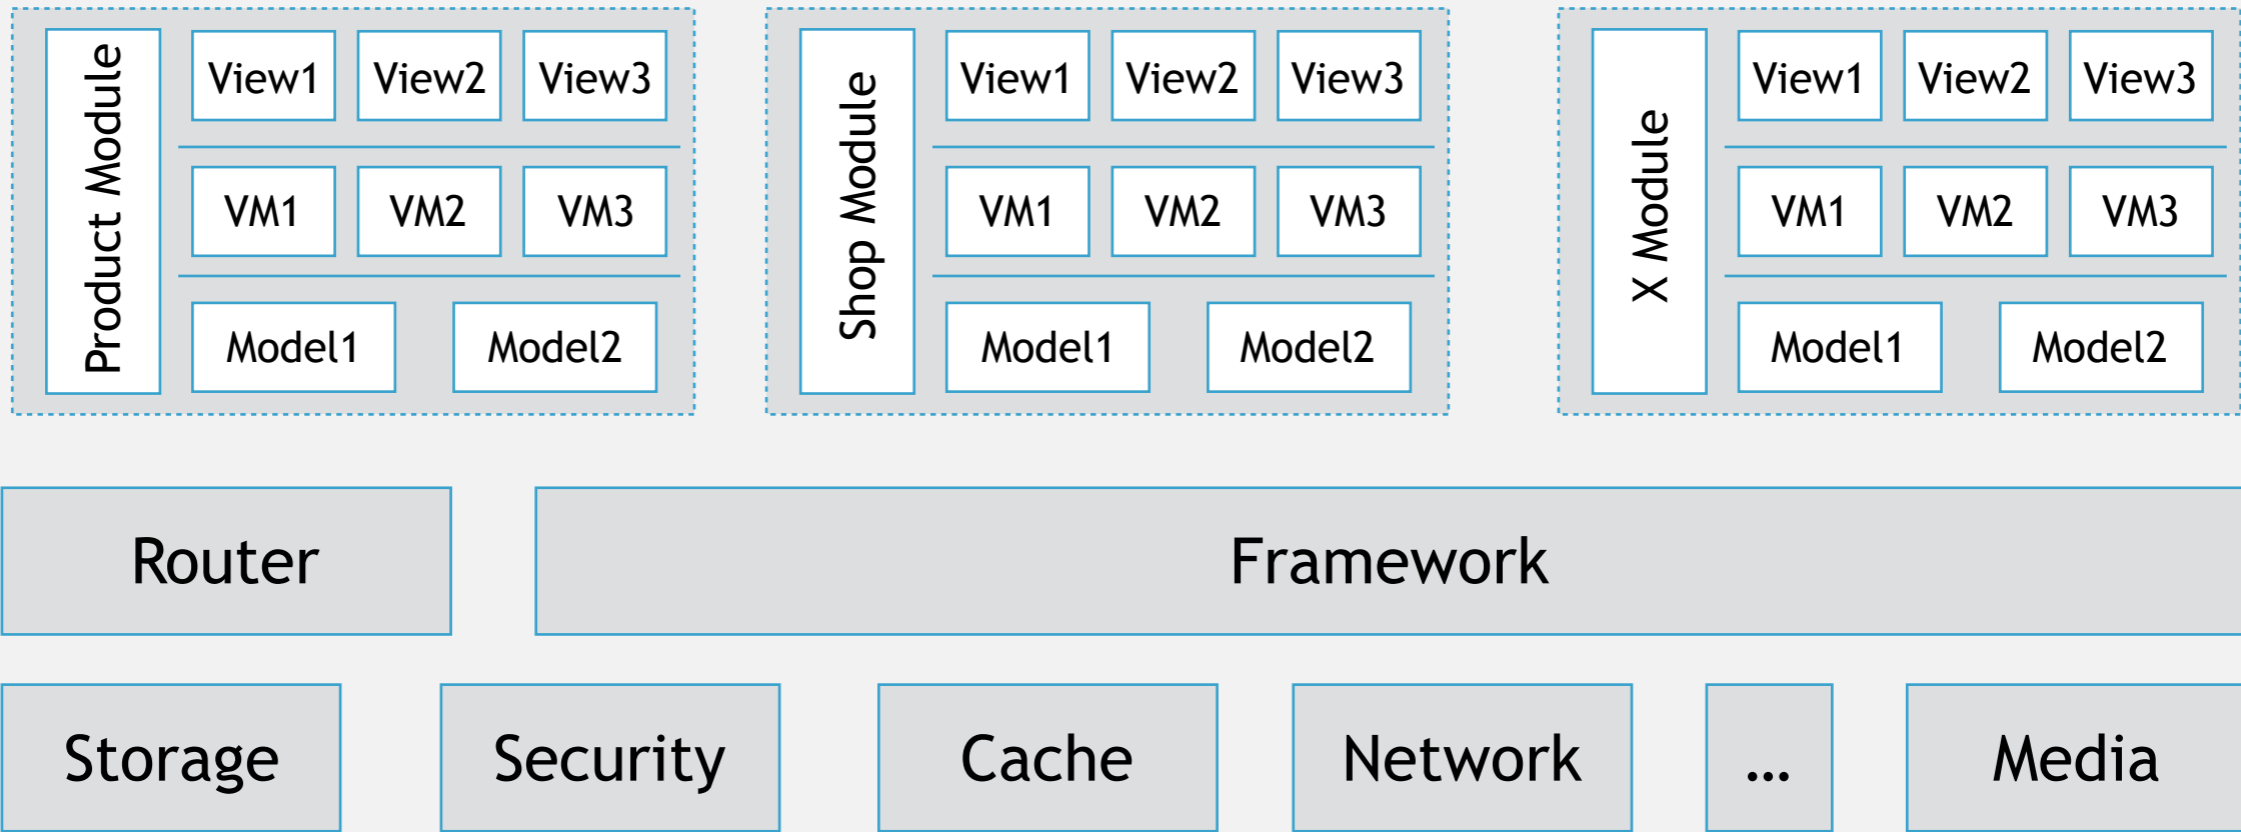 Product Module
View1 View2 View3
VM1 VM2 VM3
Model1 Model2
Shop Module
View1 View2 View3
VM1 VM2 VM3
Model1 Model2
X Module
View1 View2 View3
VM1 VM2 VM3
Model1 Model2
Router Framework
Storage Security Cache Network ... Media